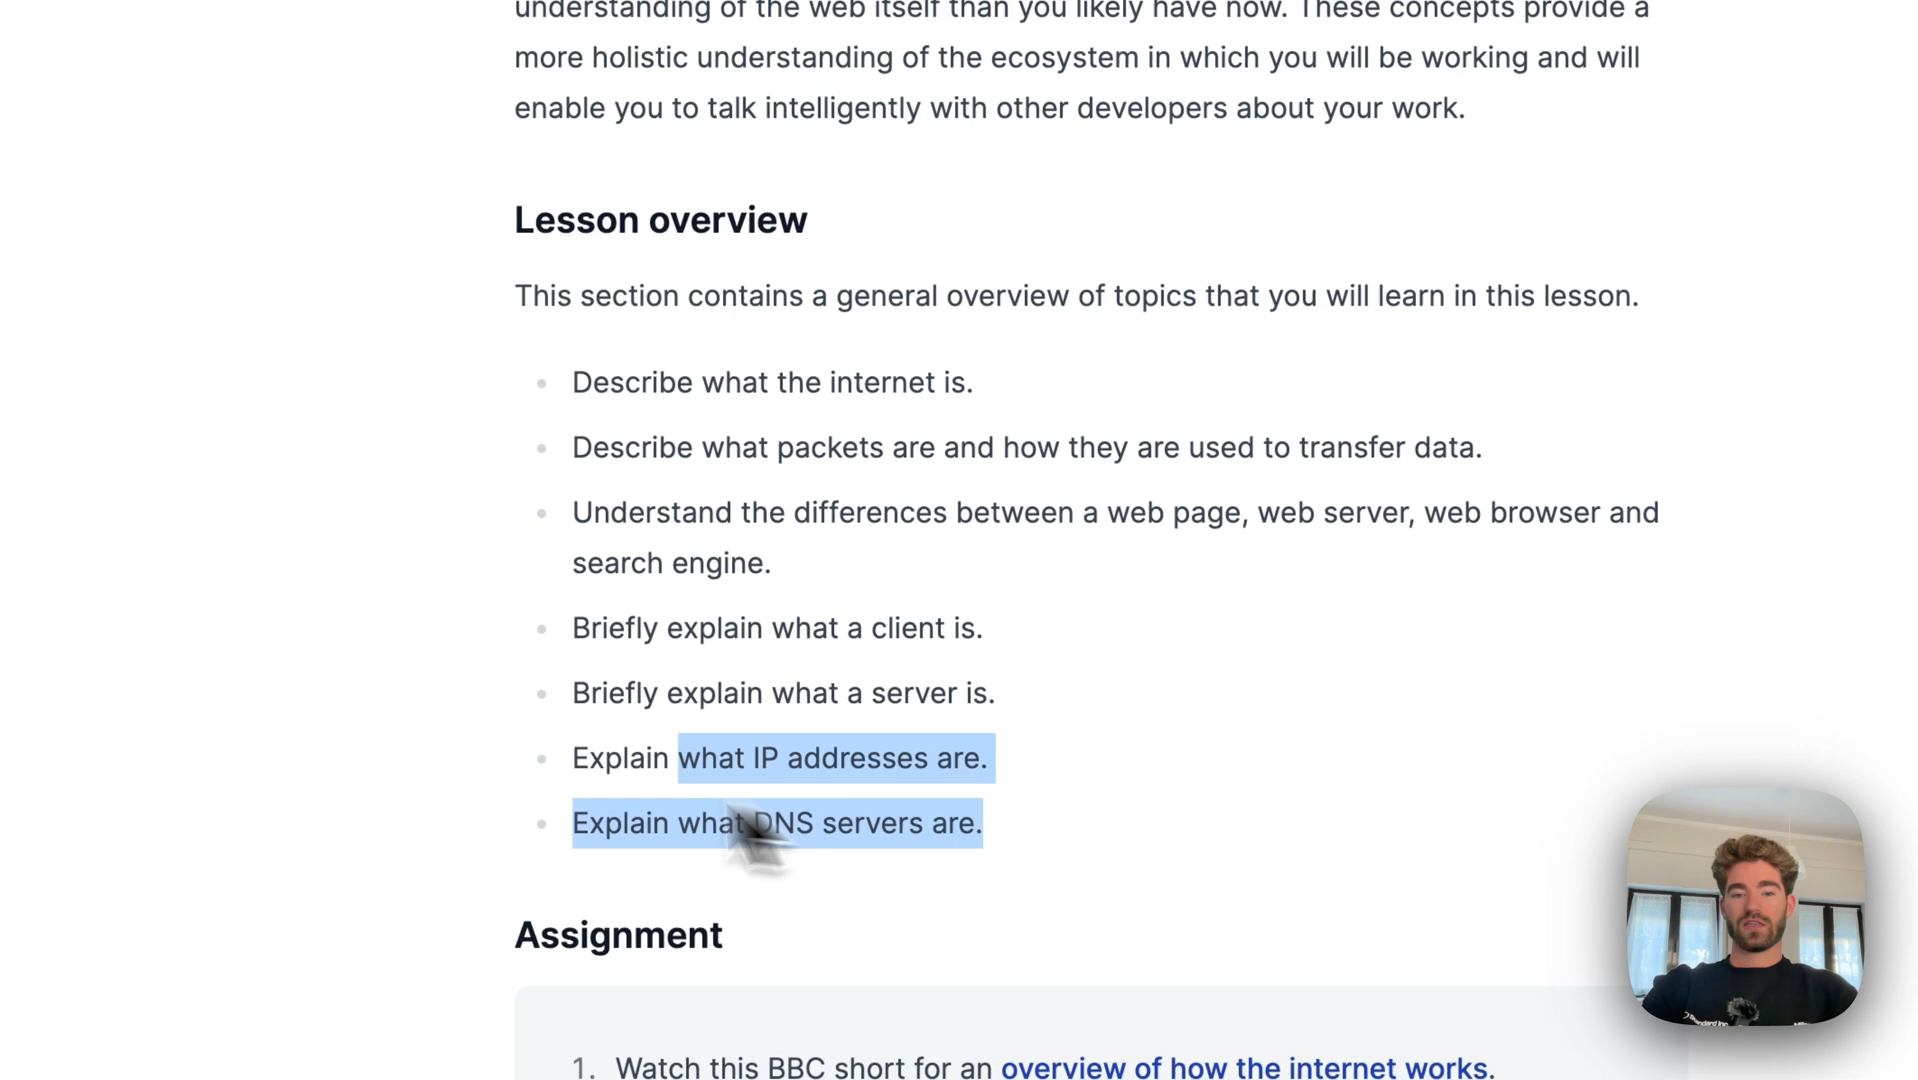 understanding of the web itself than you likely have now. These concepts provide a
more holistic understanding of the ecosystem in which you will be working and will
enable you to talk intelligently with other developers about your work.
Lesson overview
This section contains a general overview of topics that you will learn in this lesson.
Describe what the internet is.
Describe what packets are and how they are used to transfer data.
Understand the differences between a web page, web server, web browser and
search engine.
Briefly explain what a client is.
Briefly explain what a server is.
Explain what IP addresses are.
Explain what DNS servers are.
Assignment
1. Watch this BBC short for an overview of how the internet works.